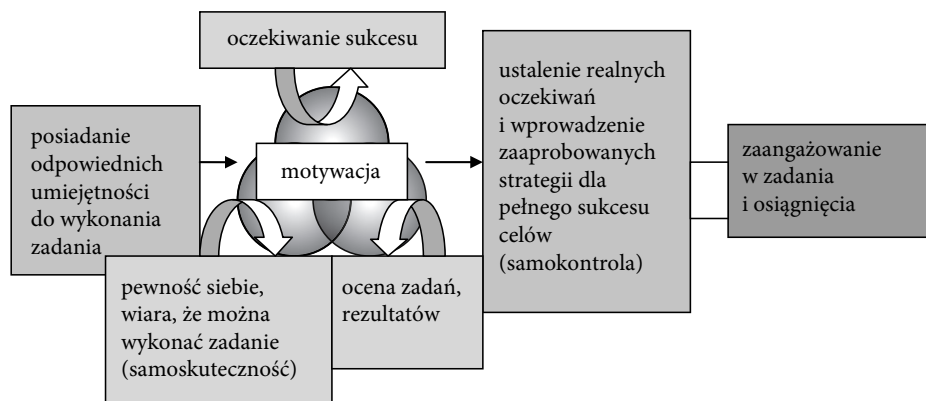 oczekiwanie sukcesu
posiadanie
odpowiednich
umiejętności
do wykonania
zadania
motywacja
pewność siebie,
wiara, że można
wykonać zadanie
(samoskuteczność)
ocena zadań,
rezultatów
ustalenie realnych
oczekiwań
i wprowadzenie
zaaprobowanych
strategii dla
pełnego sukcesu
celów
(samokontrola)
zaangażowanie
w zadania
i osiągnięcia